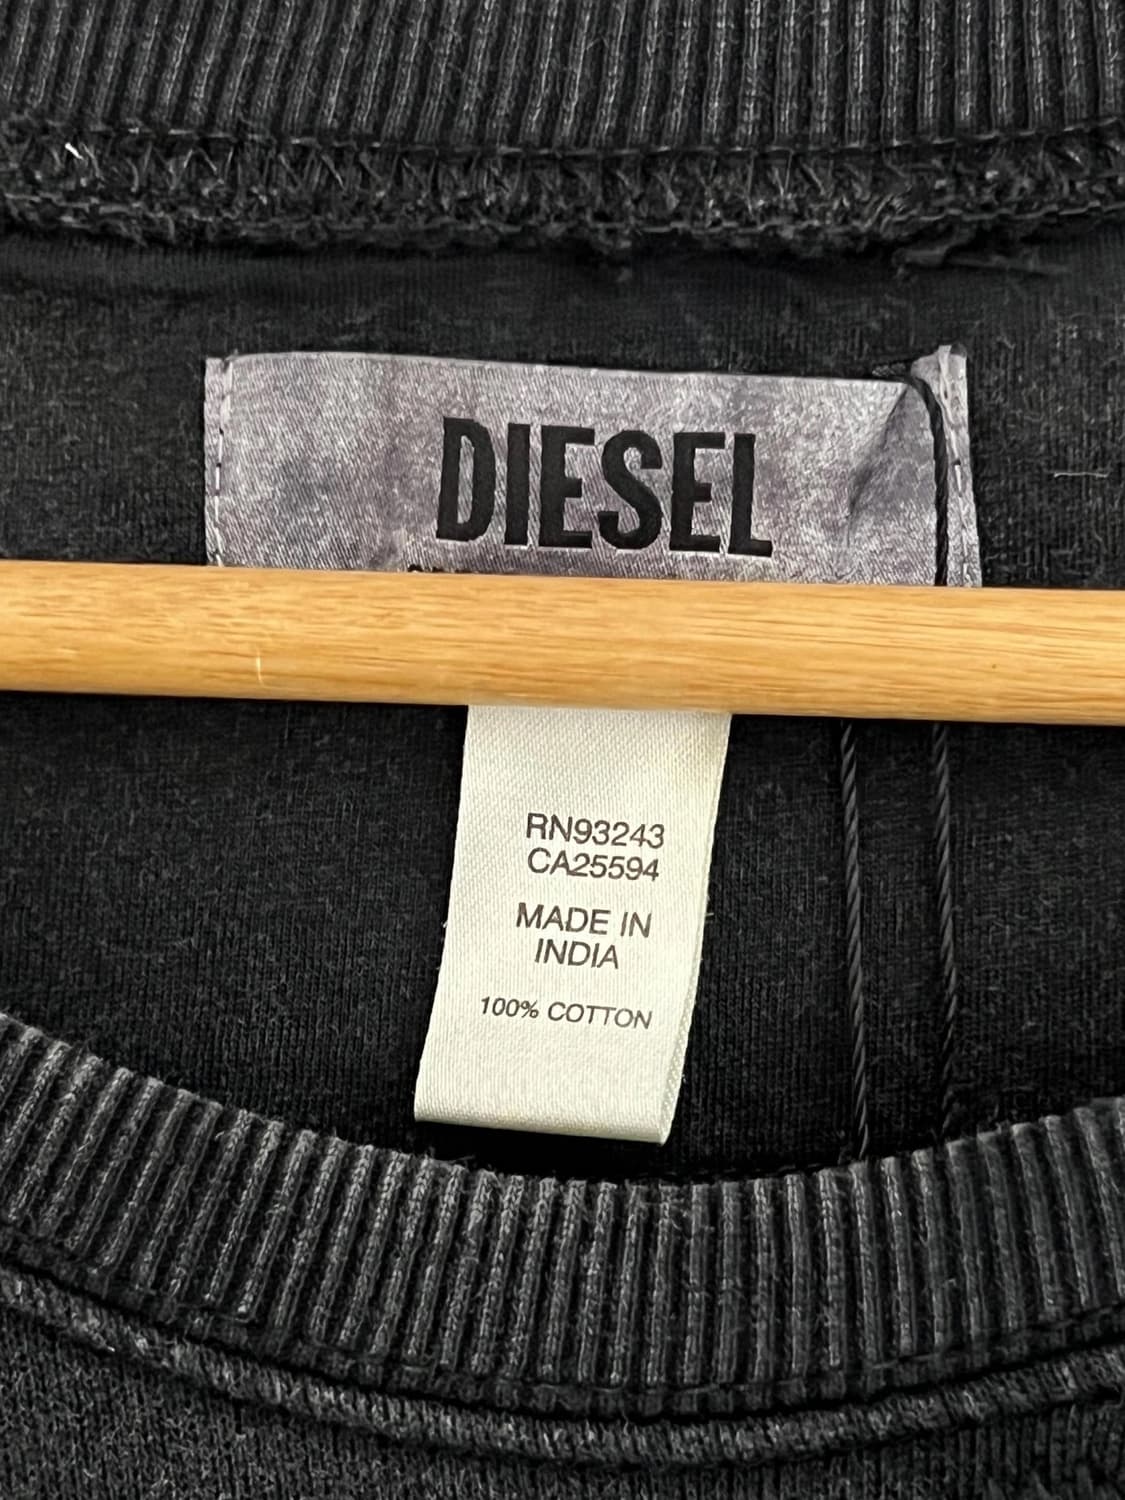 DIESEL
RN93243
CA25594
MADE IN
INDIA
100% COTTON